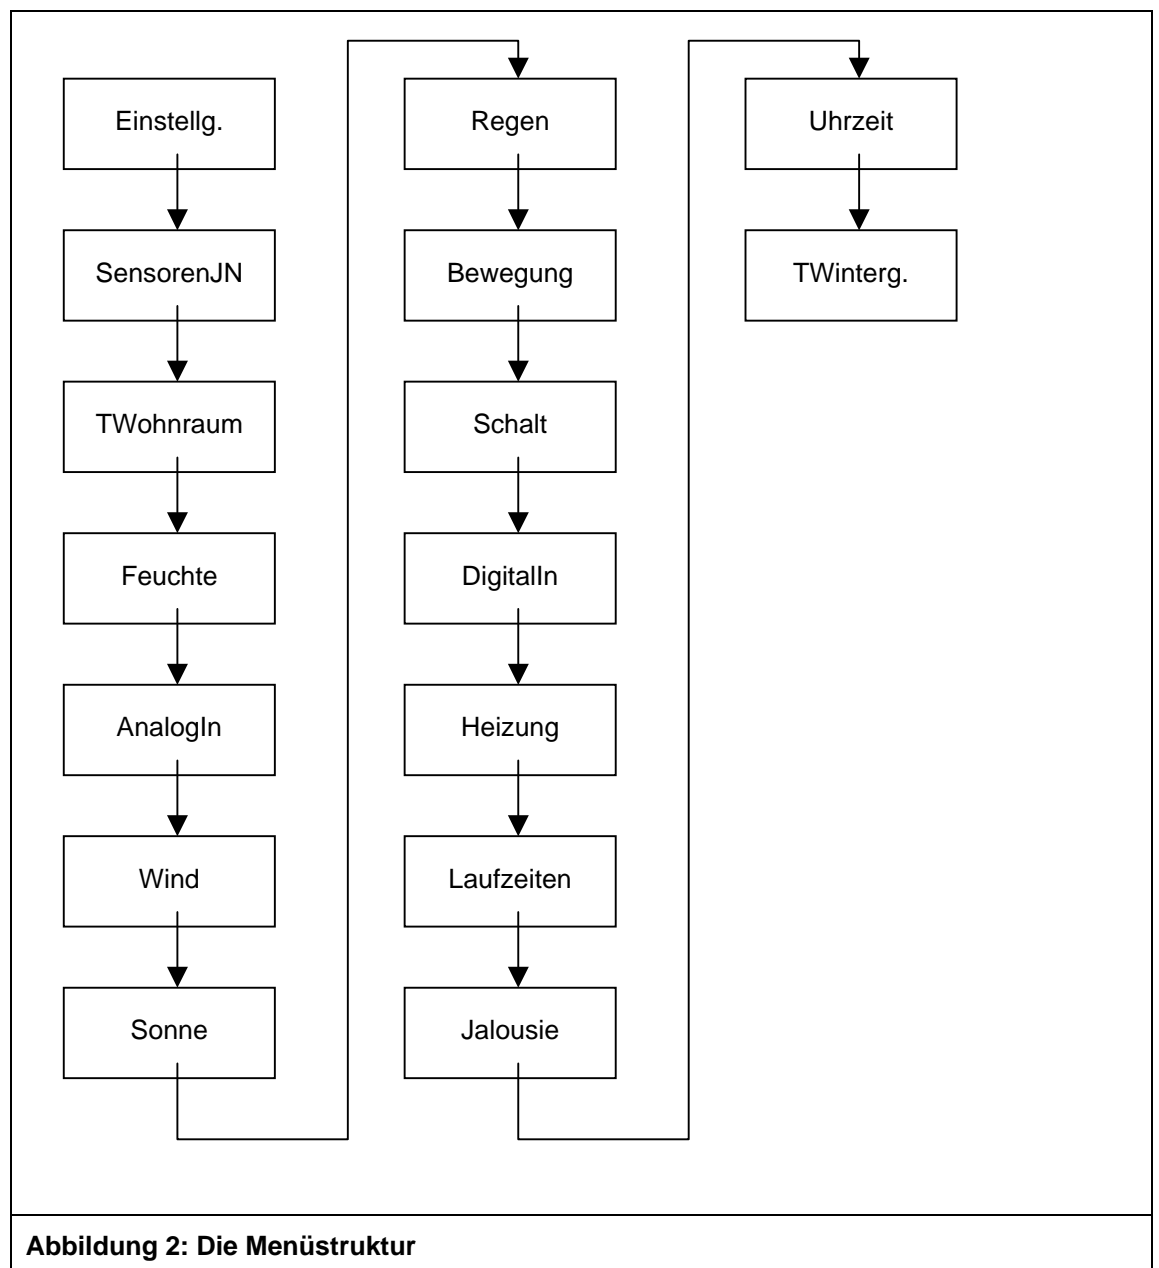 Einstellg.
SensorenJN
TWohnraum
Feuchte
AnalogIn
Wind
Sonne
Regen
Bewegung
Schalt
DigitalIn
Heizung
Laufzeiten
Jalousie
Uhrzeit
TWinterg.
Abbildung 2: Die Menüstruktur